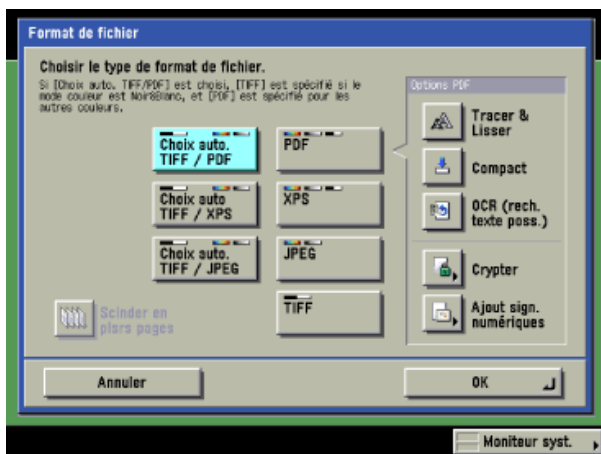 Format de fichier
Choisir le type de format de fichier.
Si [Choix auto. TIFF/PDF] est choisi, [TIFF] est spécifié si le
mode couleur est Noir&Blanc, et [PDF] est spécifié pour les
autres couleurs.
Options PDF
Choix auto.
TIFF / PDF
PDF
Tracer &
Lisser
Choix auto
TIFF / XPS
XPS
Compact
OCR (rech.
texte poss.)
Choix auto.
TIFF / JPEG
JPEG
Crypter
Scinder en
plsrs pages
TIFF
Ajout sign.
numériques
Annuler
OK
Moniteur syst.